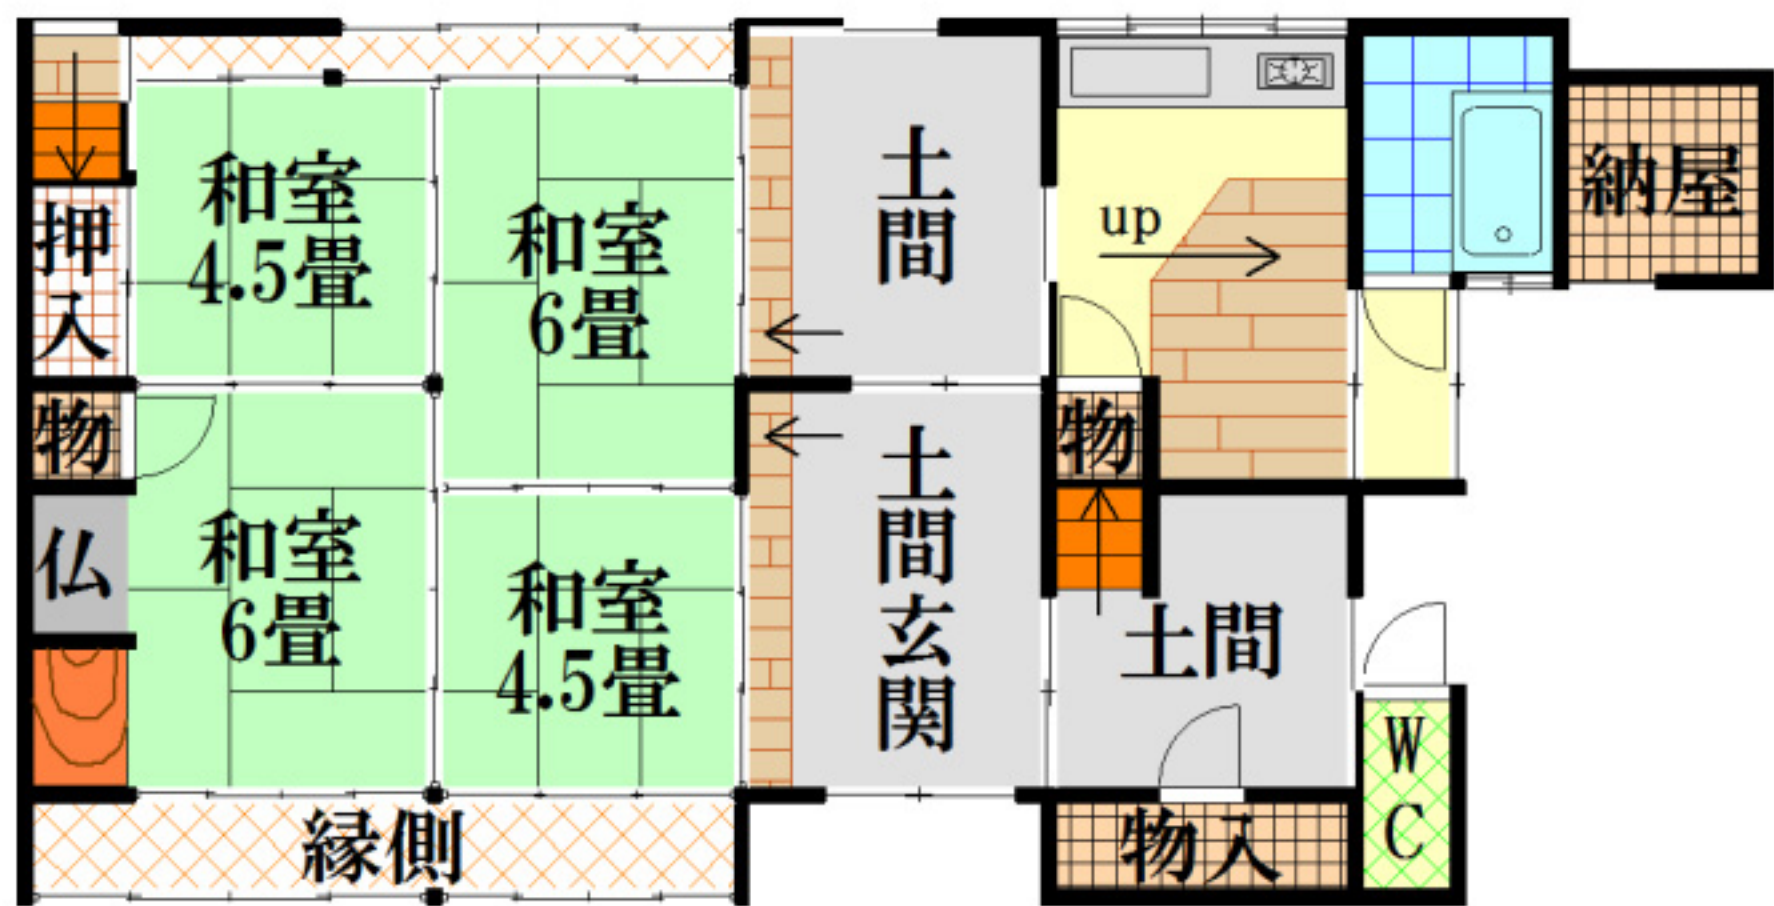 和室
4.5畳
和室
6畳
土
間
up
納屋
押
入
物
仏
和室
6畳
和室
4.5畳
土
間
玄
関
物
土間
物入
W
C
縁側